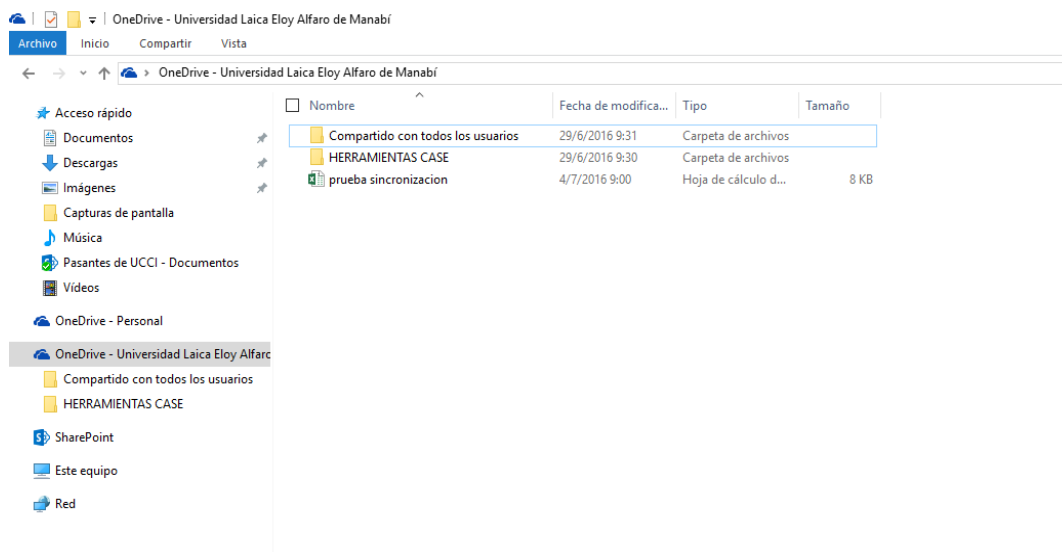 OneDrive - Universidad Laica Eloy Alfaro de Manabí
Archivo Inicio Compartir Vista
OneDrive - Universidad Laica Eloy Alfaro de Manabí
Nombre Fecha de modifica... Tipo Tamaño
Compartido con todos los usuarios 29/6/2016 9:31 Carpeta de archivos
HERRAMIENTAS CASE 29/6/2016 9:30 Carpeta de archivos
prueba sincronizacion 4/7/2016 9:00 Hoja de cálculo d... 8 KB
Acceso rápido
Documentos
Descargas
Imágenes
Capturas de pantalla
Música
Pasantes de UCCI - Documentos
Vídeos
OneDrive - Personal
OneDrive - Universidad Laica Eloy Alfarc
Compartido con todos los usuarios
HERRAMIENTAS CASE
SharePoint
Este equipo
Red